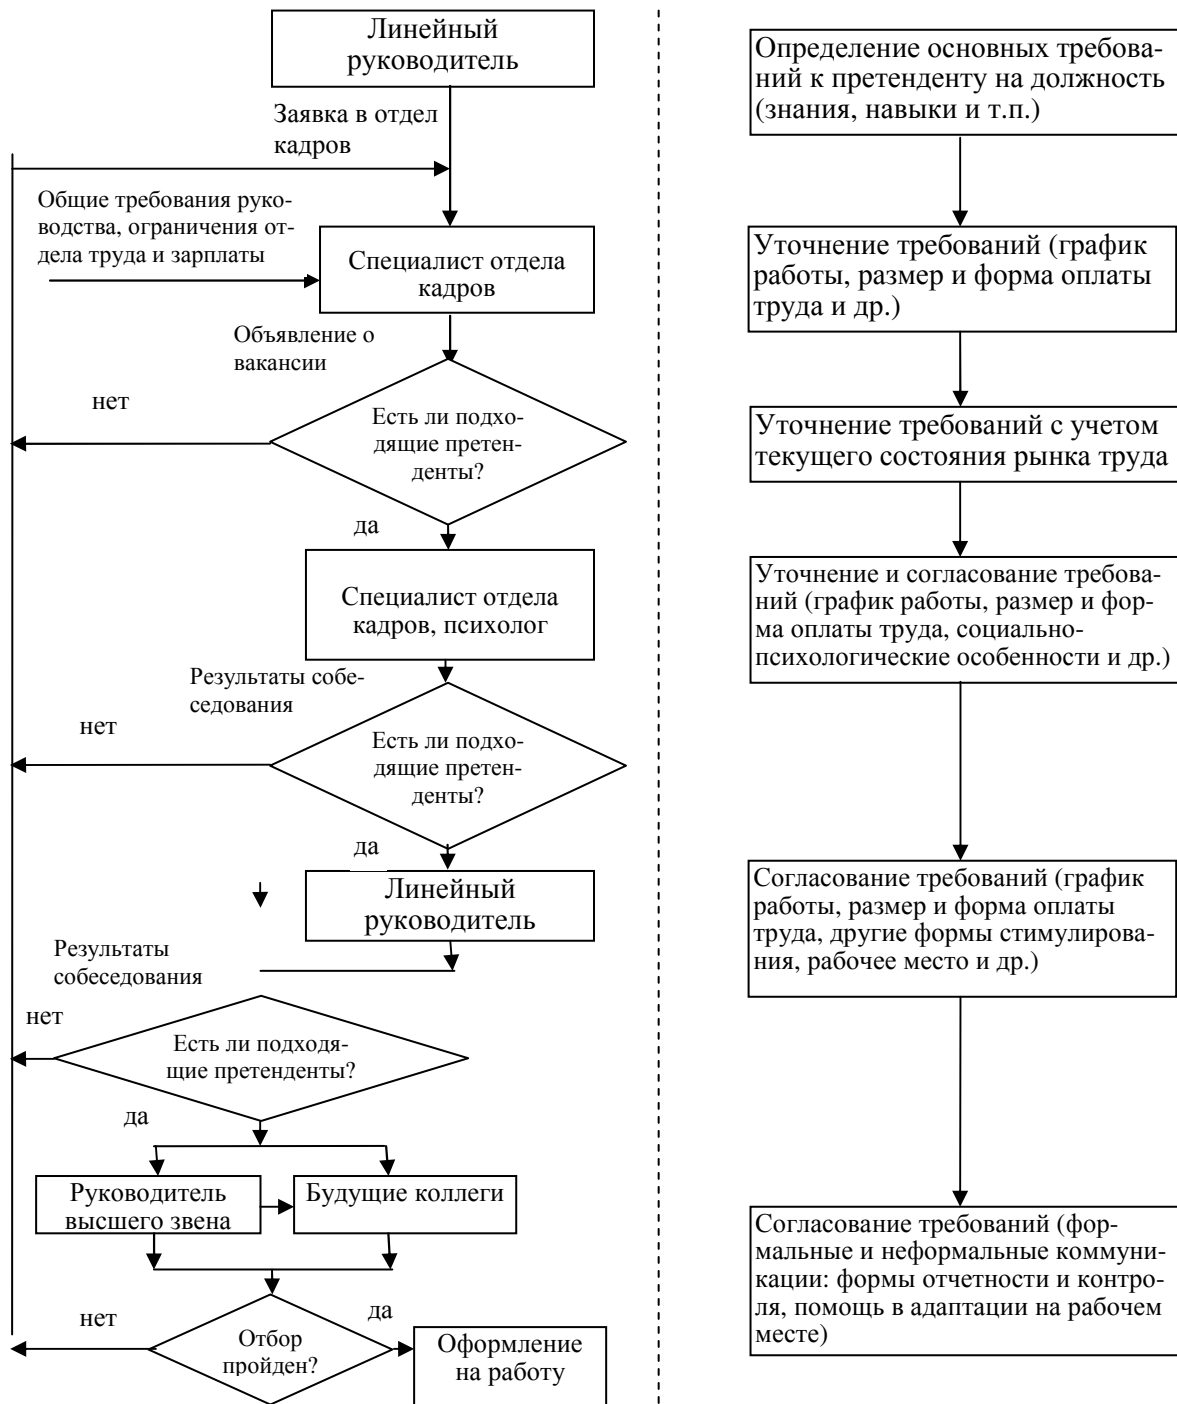 Линейный
руководитель
Заявка в отдел
кадров
Общие требования руко-
водства, ограничения от-
дела труда и зарплаты
Специалист отдела
кадров
Объявление о
вакансии
нет
Есть ли подхо-
дящие претен-
денты?
да
Специалист отдела
кадров, психолог
Результаты собе-
седования
нет
Есть ли подхо-
дящие претен-
денты?
да
Линейный
руководитель
Результаты
собеседования
нет
Есть ли подходя-
щие претенденты?
да
Руководитель
высшего звена
Будущие коллеги
нет
да
Отбор
пройден?
Оформление
на работу
Определение основных требова-
ний к претенденту на должность
(знания, навыки и т.п.)
Уточнение требований (график
работы, размер и форма оплаты
труда и др.)
Уточнение требований с учетом
текущего состояния рынка труда
Уточнение и согласование требова-
ний (график работы, размер и фор-
ма оплаты труда, социально-
психологические особенности и др.)
Согласование требований (график
работы, размер и форма оплаты
труда, другие формы стимулирова-
ния, рабочее место и др.)
Согласование требований (фор-
мальные и неформальные коммуни-
кации: формы отчетности и контро-
ля, помощь в адаптации на рабочем
месте)